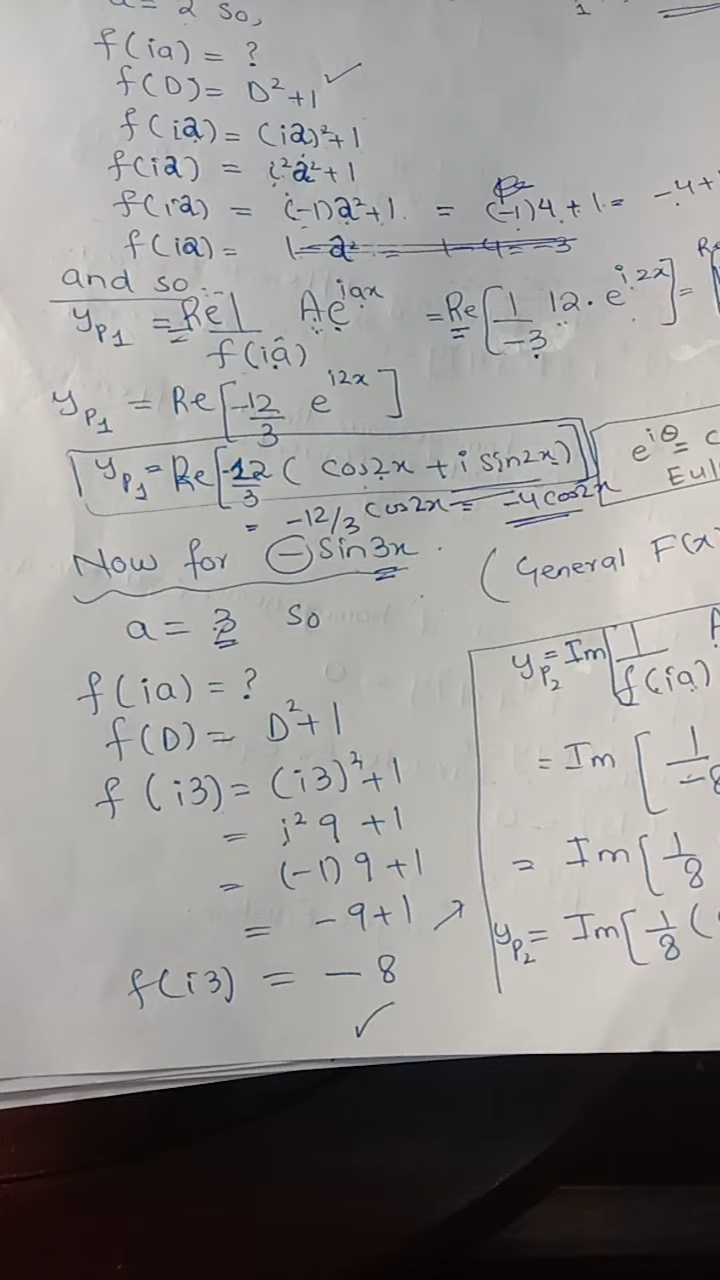 a = 2 so,
f(ia) = ?
f(D) = D²+1 ✓
f(i2) = (i2)²+1
f(i2) = i²2²+1
f(i2) = (-1)2²+1 = (-1)4+1 = -4+
f(i2) = 1-2² =
and so
y_P1 = Re 1/f(ia) Ae^iax = Re[1/-3 12·e^i2x] =
y_P1 = Re[-12/3 e^i2x]
y_P1 = Re[-12/3 (cos2x + i sin2x)]
= -12/3 cos2x = -4cos2x
e^iθ = c
Eul
Now for -sin3x.
(General F(x
a = 3 so
f(ia) = ?
f(D) = D²+1
f(i3) = (i3)²+1
= i²9+1
= (-1)9+1
= -9+1
f(i3) = -8
✓
y_P2 = Im[1/f(ia) A
= Im[1/-8
= Im[1/8
y_P2 = Im[1/8 (